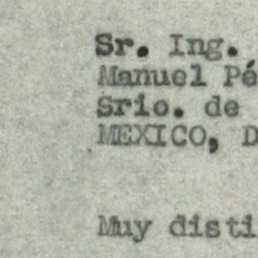 Sr. Ing.
Manuel Pé
Srio. de
MEXICO, D
Muy disti